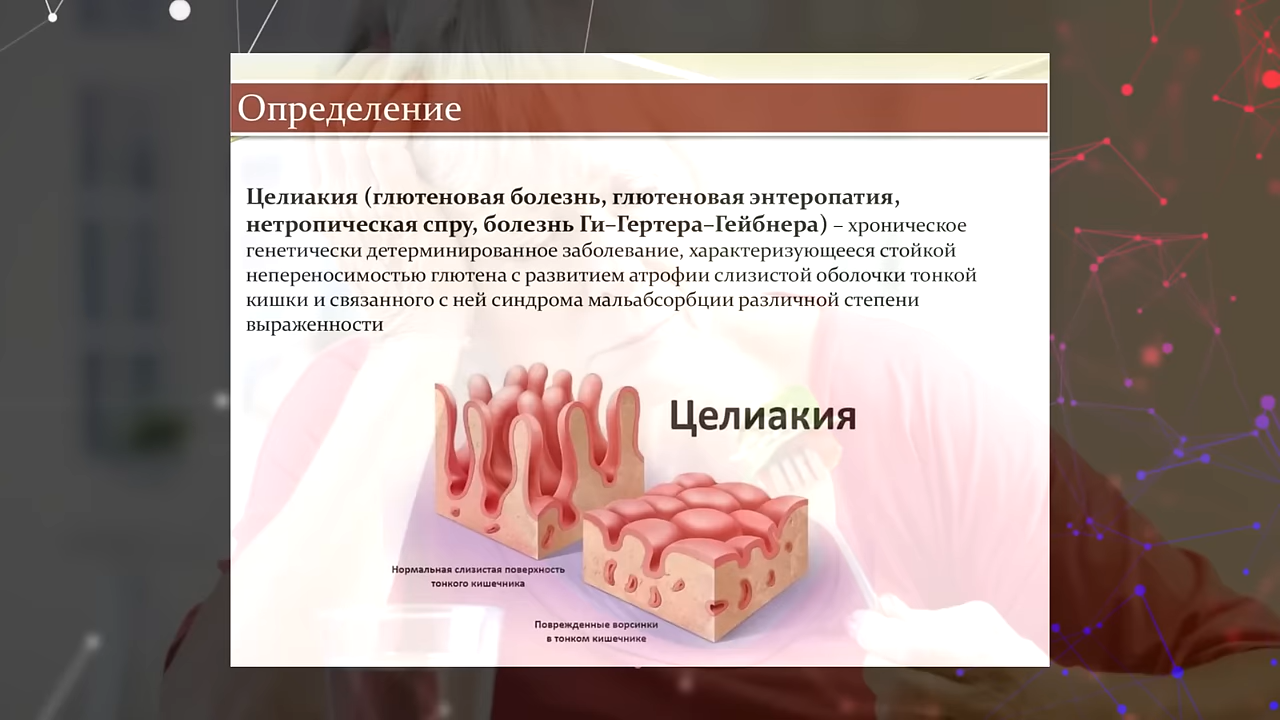 Определение
Целиакия (глютеновая болезнь, глютеновая энтеропатия,
нетропическая спру, болезнь Ги–Гертера–Гейбнера) – хроническое
генетически детерминированное заболевание, характеризующееся стойкой
непереносимостью глютена с развитием атрофии слизистой оболочки тонкой
кишки и связанного с ней синдрома мальабсорбции различной степени
выраженности
Целиакия
Нормальная слизистая поверхность
тонкого кишечника
Поврежденные ворсинки
в тонком кишечнике